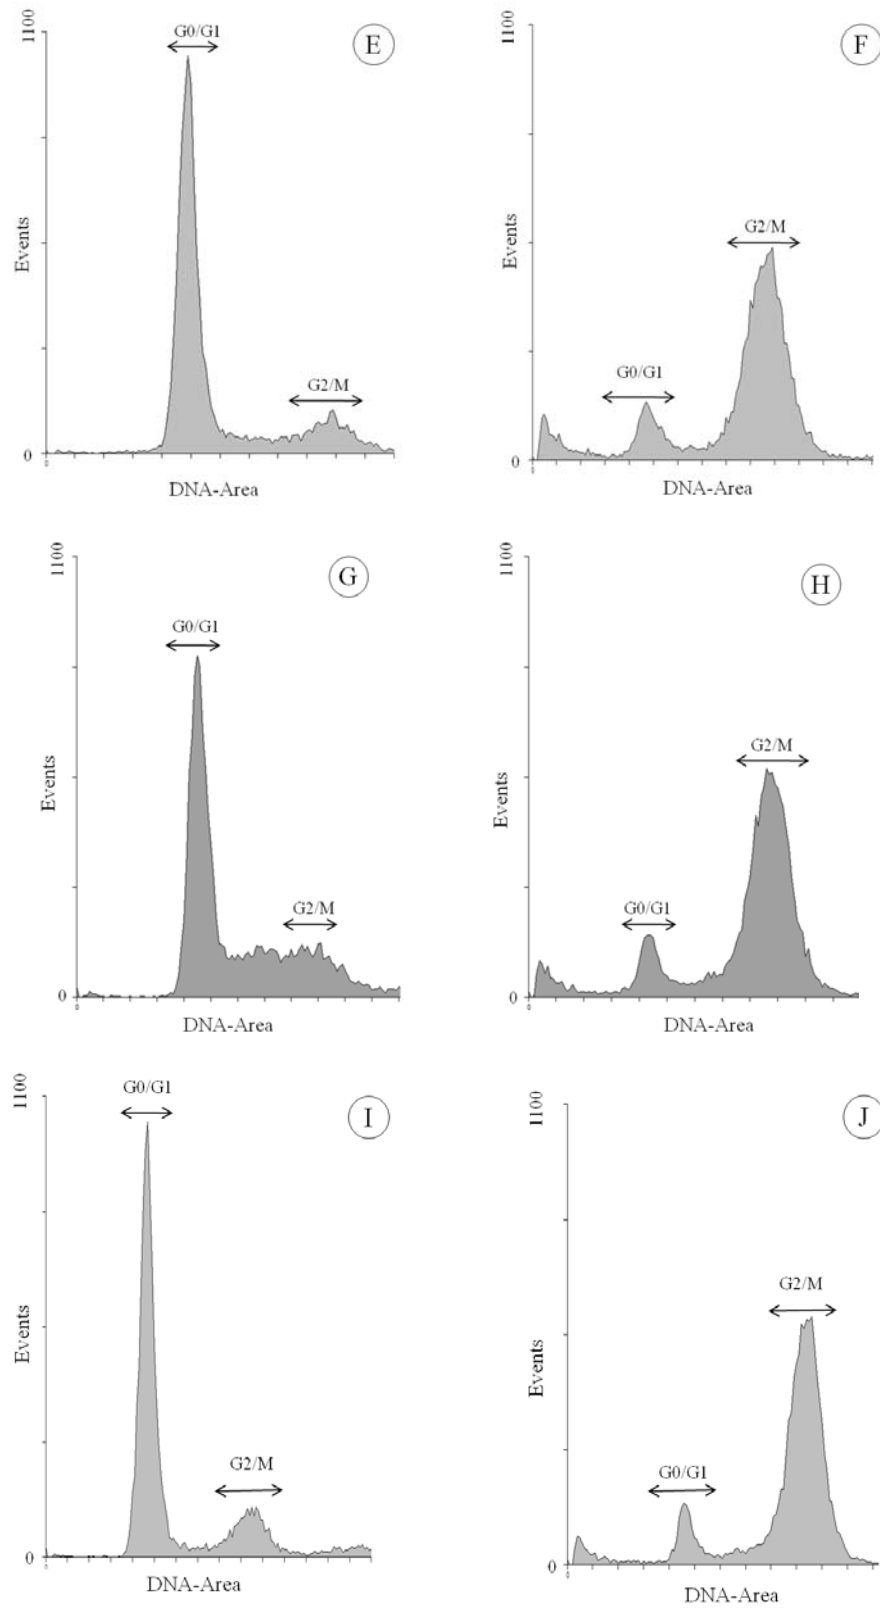 1100
G0/G1
E
Events
G2/M
0
DNA-Area
1100
F
G2/M
Events
G0/G1
0
DNA-Area
1100
G0/G1
G
Events
G2/M
0
DNA-Area
1100
H
G2/M
Events
G0/G1
0
DNA-Area
1100
G0/G1
I
Events
G2/M
0
DNA-Area
1100
J
G2/M
Events
G0/G1
0
DNA-Area